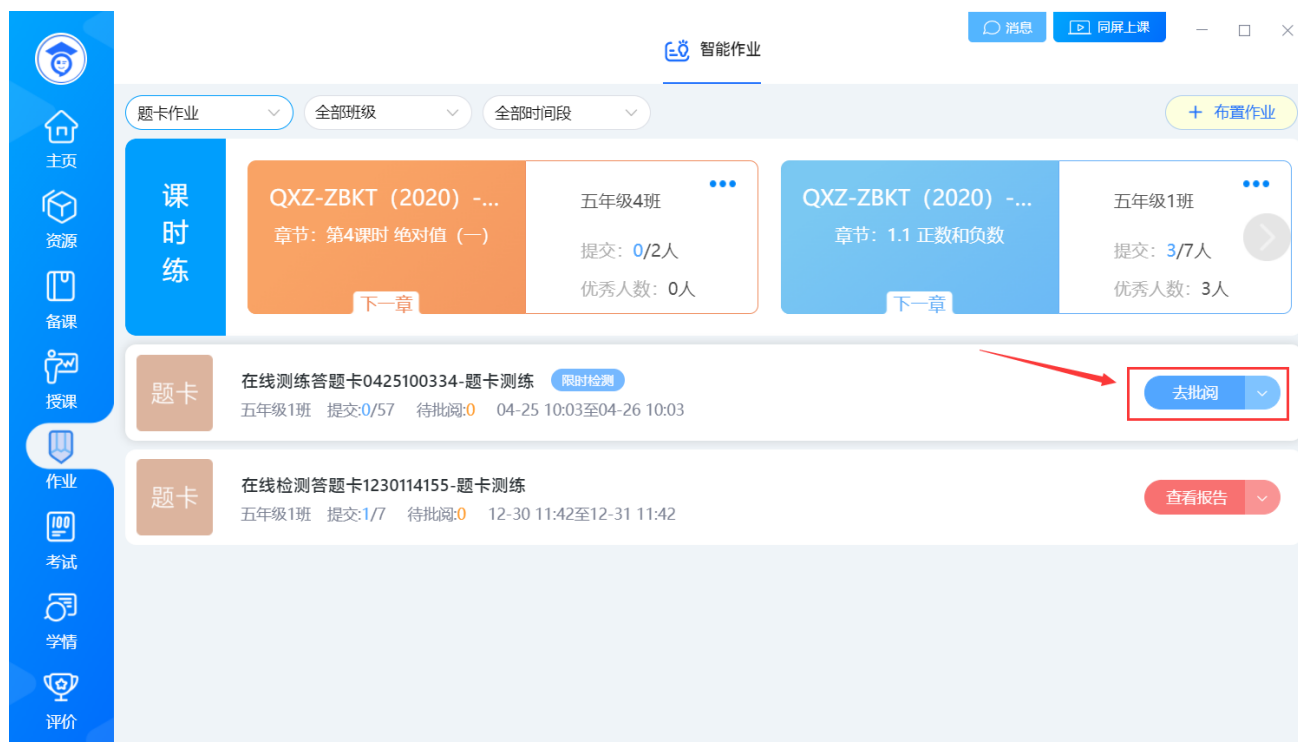 消息
同屏上课
智能作业
主页
资源
备课
授课
作业
考试
学情
评价
题卡作业
全部班级
全部时间段
+ 布置作业
课时练
QXZ-ZBKT（2020）-...
章节：第4课时 绝对值（一）
下一章
五年级4班
提交：0/2人
优秀人数：0人
QXZ-ZBKT（2020）-...
章节：1.1 正数和负数
下一章
五年级1班
提交：3/7人
优秀人数：3人
题卡
在线测练答题卡0425100334-题卡测练 限时检测
五年级1班 提交:0/57 待批阅:0 04-25 10:03至04-26 10:03
去批阅
题卡
在线检测答题卡1230114155-题卡测练
五年级1班 提交:1/7 待批阅:0 12-30 11:42至12-31 11:42
查看报告